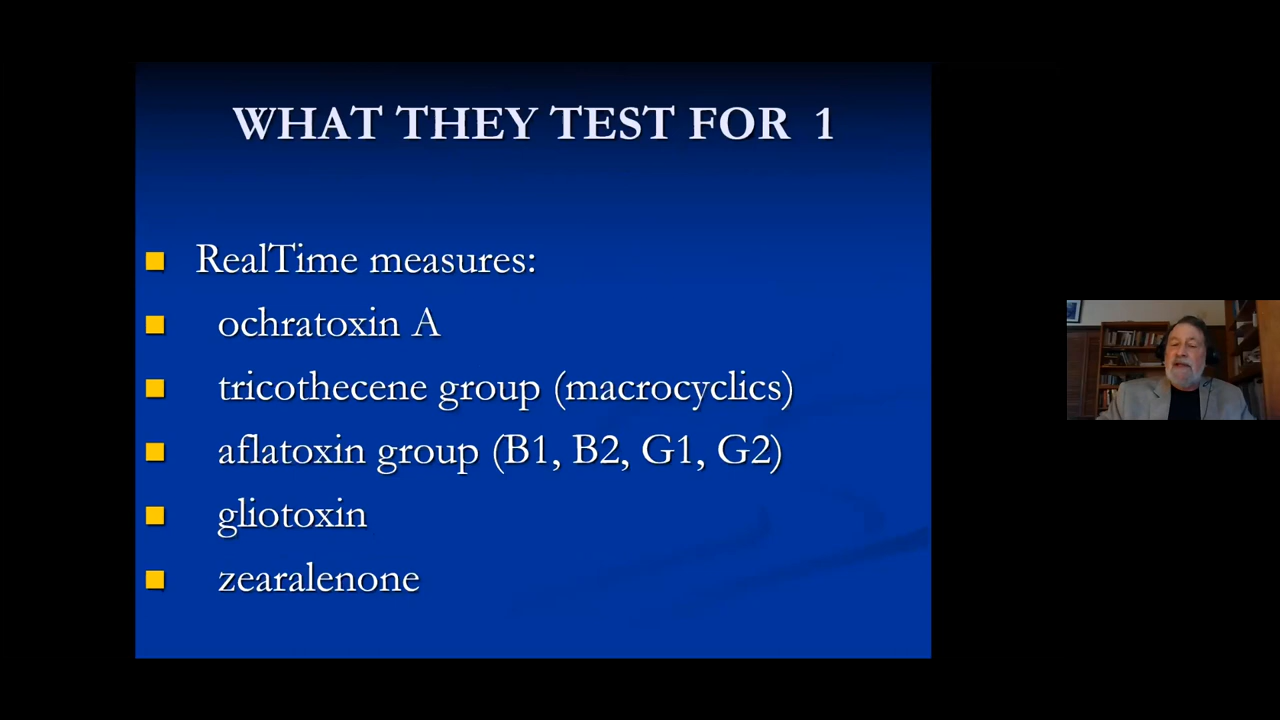 WHAT THEY TEST FOR 1
RealTime measures:
ochratoxin A
tricothecene group (macrocyclics)
aflatoxin group (B1, B2, G1, G2)
gliotoxin
zearalenone